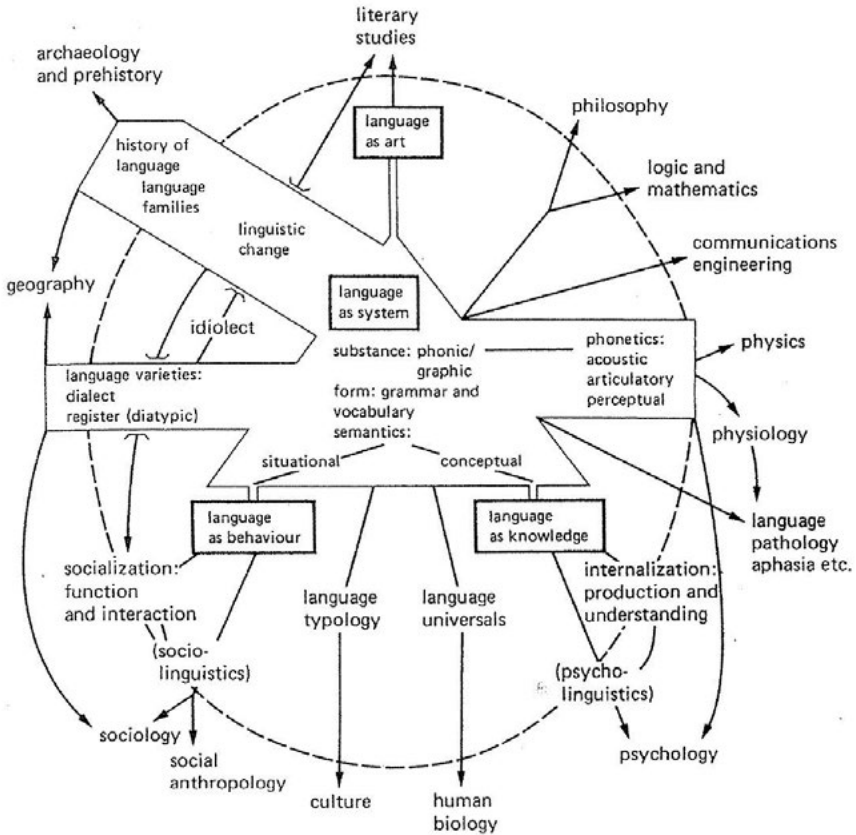 literary
studies
archaeology
and prehistory
philosophy
language
as art
history of
language
language
families
logic and
mathematics
linguistic
change
communications
engineering
geography
language
as system
idiolect
substance: phonic/
graphic
form: grammar and
vocabulary
semantics:
phonetics:
acoustic
articulatory
perceptual
physics
language varieties:
dialect
register (diatypic)
physiology
situational
conceptual
language
as behaviour
language
as knowledge
language
pathology
aphasia etc.
socialization:
function
and interaction
language
typology
language
universals
internalization:
production and
understanding
(socio-
linguistics)
(psycho-
linguistics)
sociology
social
anthropology
psychology
culture
human
biology